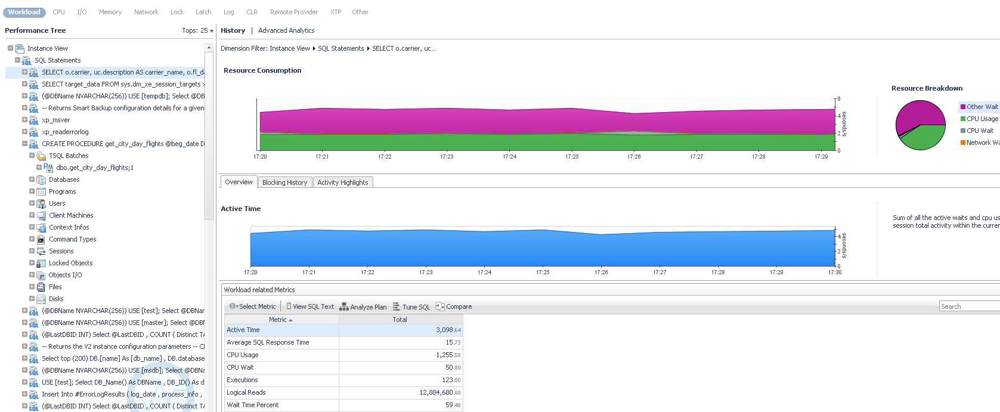 Workload CPU I/O Memory Network Lock Latch Log CLR Remote Provider XTP Other
Performance Tree Tops: 25
Instance View
SQL Statements
SELECT o.carrier, uc.description AS carrier_name, o.fl_da
SELECT target_data FROM sys.dm_xe_session_targets x
(@DBName NVARCHAR(256)) USE [tempdb]; Select @DB
-- Returns Smart Backup configuration details for a given
xp_msver
xp_readerrorlog
CREATE PROCEDURE get_city_day_flights @beg_date D
TSQL Batches
dbo.get_city_day_flights;1
Databases
Programs
Users
Client Machines
Context Infos
Command Types
Sessions
Locked Objects
Objects I/O
Files
Disks
(@DBName NVARCHAR(256)) USE [test]; Select @DBNar
(@DBName NVARCHAR(256)) USE [master]; Select @DB
(@LastDBID INT) Select @LastDBID , COUNT ( Distinct TA
-- Returns the V2 instance configuration parameters -- Cl
Select top (200) DB.[name] As [db_name] , DB.database
(@DBName NVARCHAR(256)) USE [msdb]; Select @DBNa
USE [test]; Select DB_Name() As DBName , DB_ID() As d
Insert Into #ErrorLogResults ( log_date , process_info ,
(@LastDBID INT) Select @LastDBID , COUNT ( Distinct TA
History | Advanced Analytics
Dimension Filter: Instance View SQL Statements SELECT o.carrier, uc...
Resource Consumption
6
4
2
0
seconds/s
17:20 17:21 17:22 17:23 17:24 17:25 17:26 17:27 17:28 17:29
Resource Breakdown
Other Wait
CPU Usage
CPU Wait
Network Wa
Overview Blocking History Activity Highlights
Active Time
4
2
0
seconds/s
17:20 17:21 17:22 17:23 17:24 17:25 17:26 17:27 17:28 17:29 17:30
Sum of all the active waits and cpu us
session total activity within the curren
Workload related Metrics
Select Metric View SQL Text Analyze Plan Tune SQL Compare Search
Metric Total
Active Time 3,098.64
Average SQL Response Time 15.73
CPU Usage 1,255.58
CPU Wait 50.80
Executions 123.00
Logical Reads 12,884,680.00
Wait Time Percent 59.48